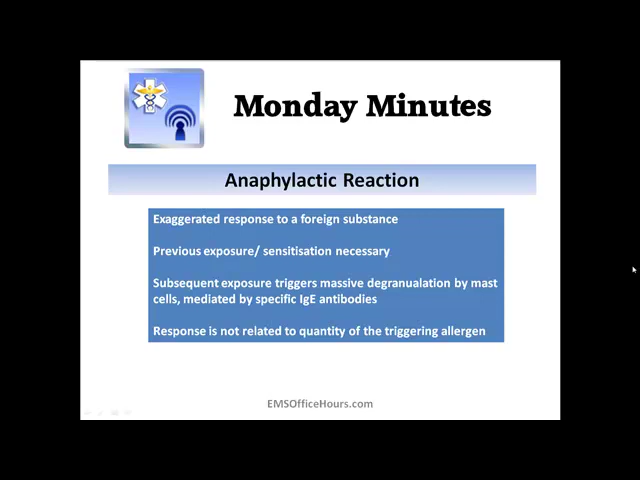 Monday Minutes
Anaphylactic Reaction
Exaggerated response to a foreign substance
Previous exposure/ sensitisation necessary
Subsequent exposure triggers massive degranualation by mast
cells, mediated by specific IgE antibodies
Response is not related to quantity of the triggering allergen
EMSOfficeHours.com